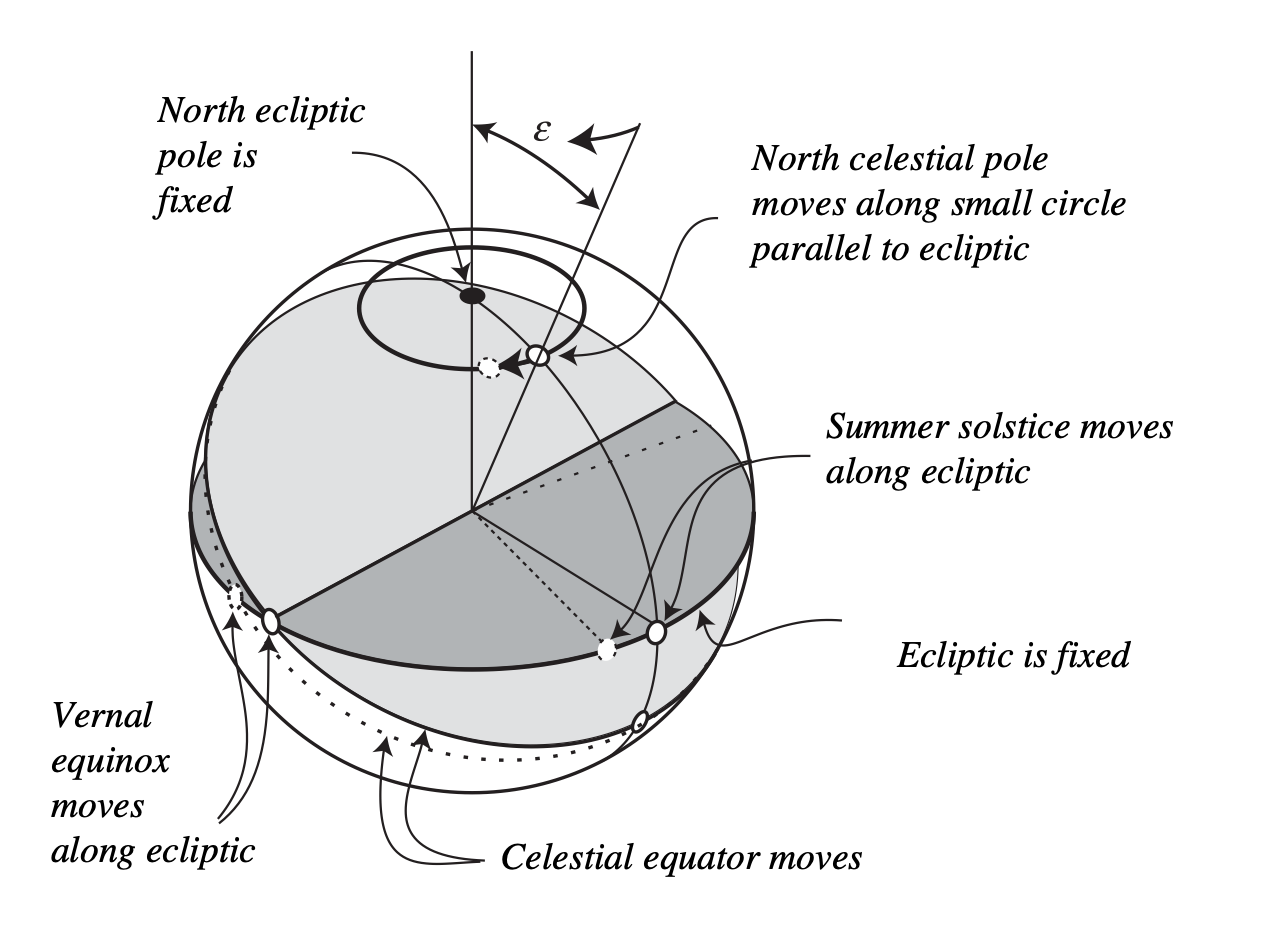 North ecliptic
pole is
fixed
ε
North celestial pole
moves along small circle
parallel to ecliptic
Summer solstice moves
along ecliptic
Ecliptic is fixed
Vernal
equinox
moves
along ecliptic
Celestial equator moves